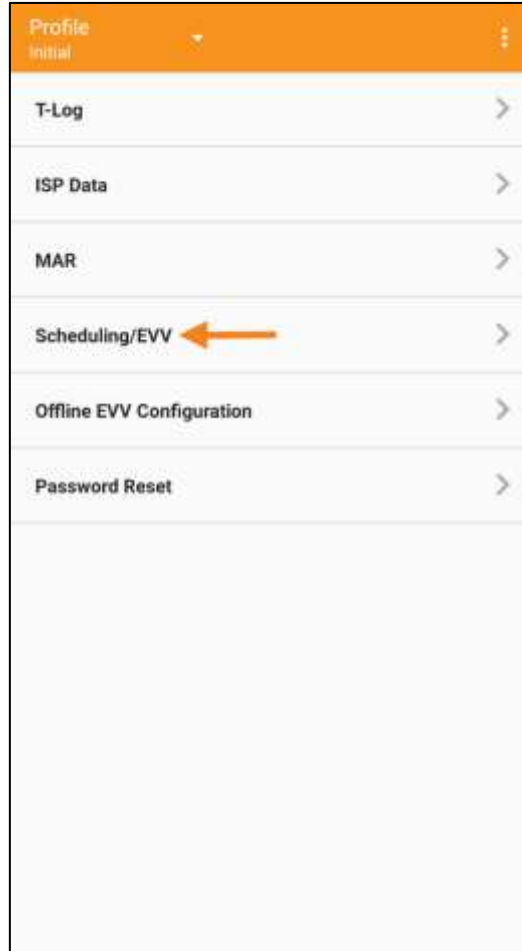 Profile
Initial
T-Log
ISP Data
MAR
Scheduling/EVV
Offline EVV Configuration
Password Reset